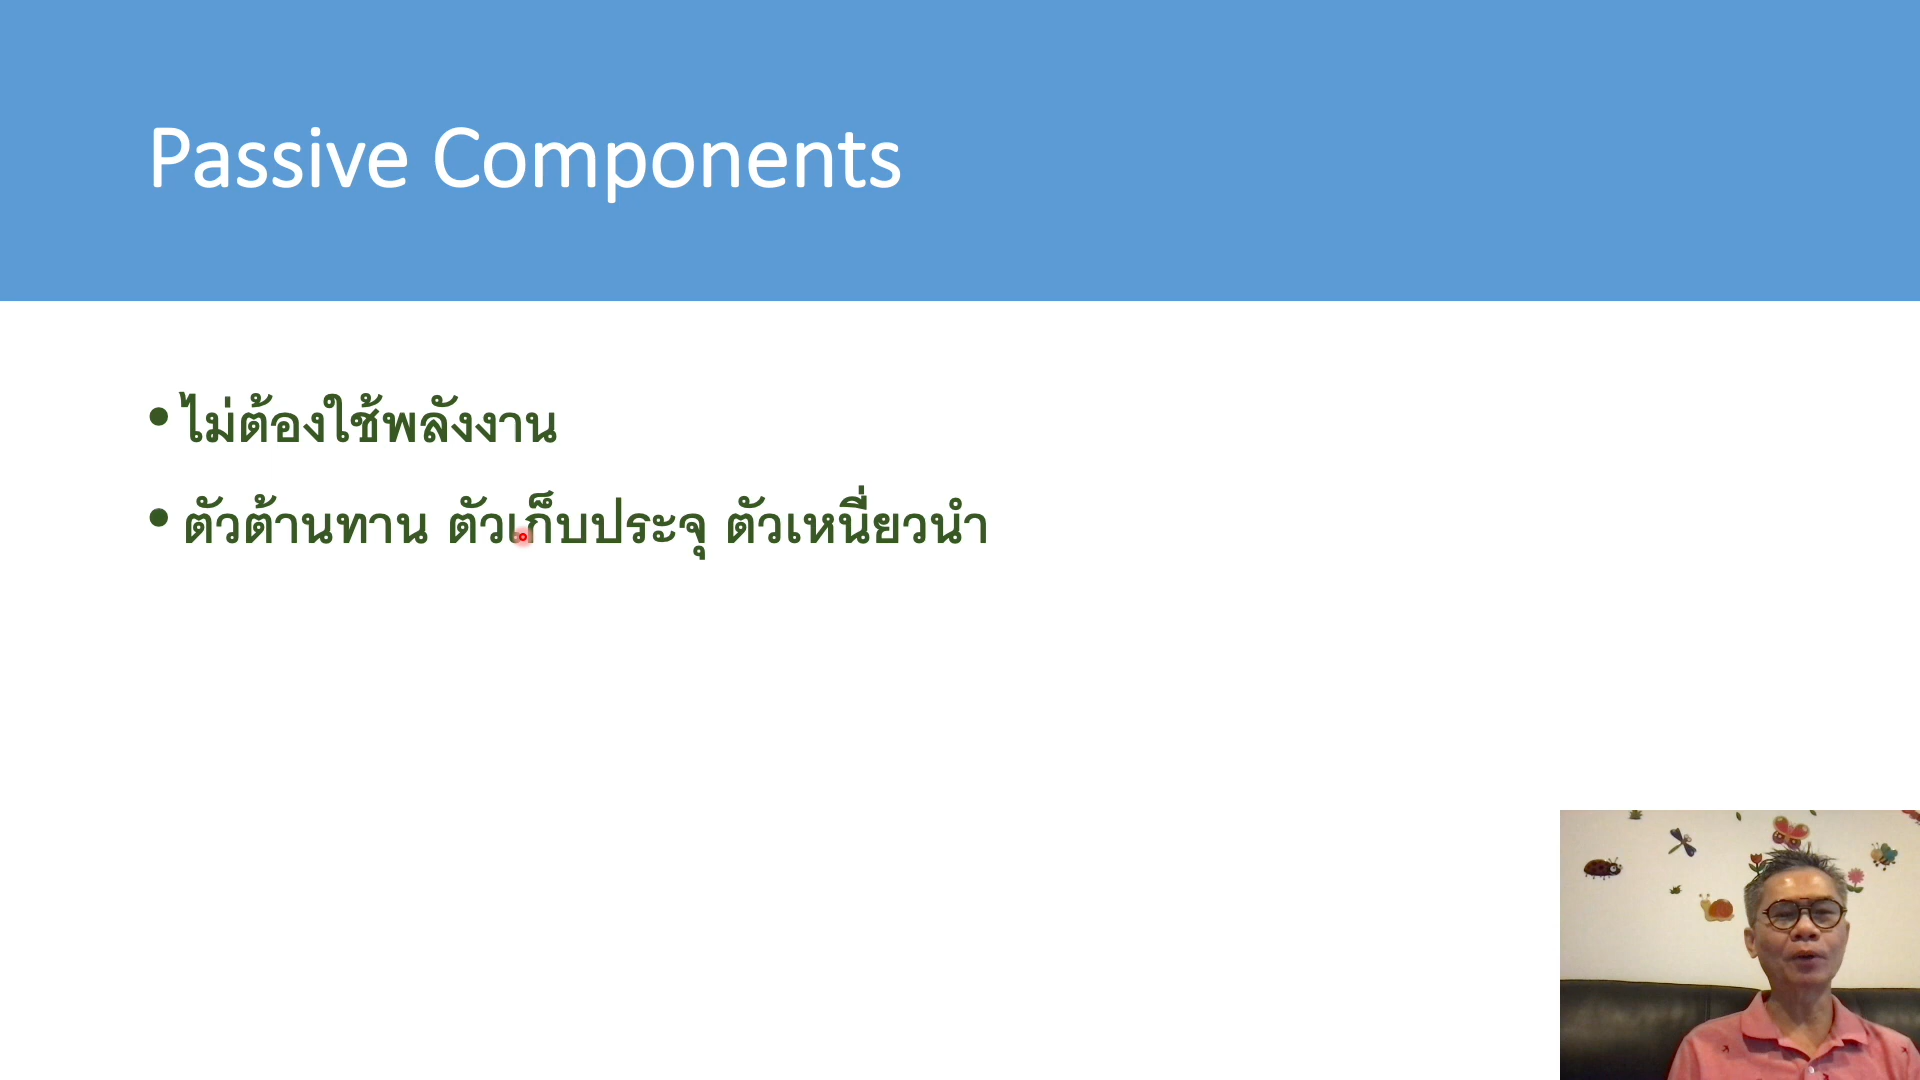 Passive Components
• ไม่ต้องใช้พลังงาน
• ตัวต้านทาน ตัวเก็บประจุ ตัวเหนี่ยวนำ